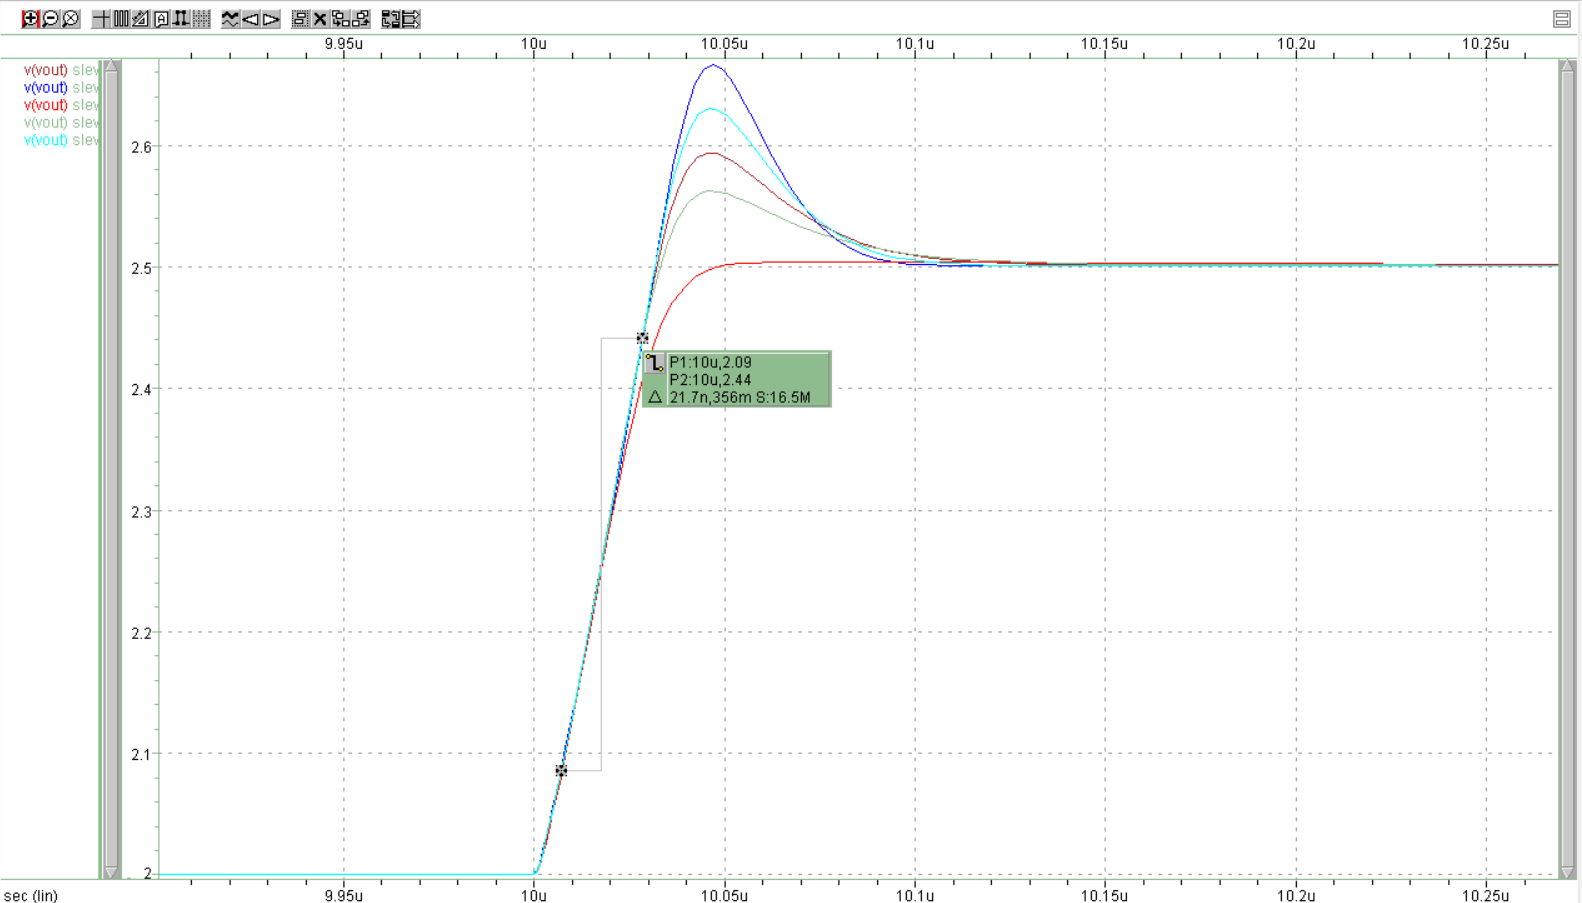 9.95u 10u 10.05u 10.1u 10.15u 10.2u 10.25u
v(vout) slev
v(vout) slev
v(vout) slev
v(vout) slev
v(vout) slev
2.6
2.5
P1:10u,2.09
P2:10u,2.44
2.4
21.7n,356m S:16.5M
2.3
2.2
2.1
2
sec (lin) 9.95u 10u 10.05u 10.1u 10.15u 10.2u 10.25u